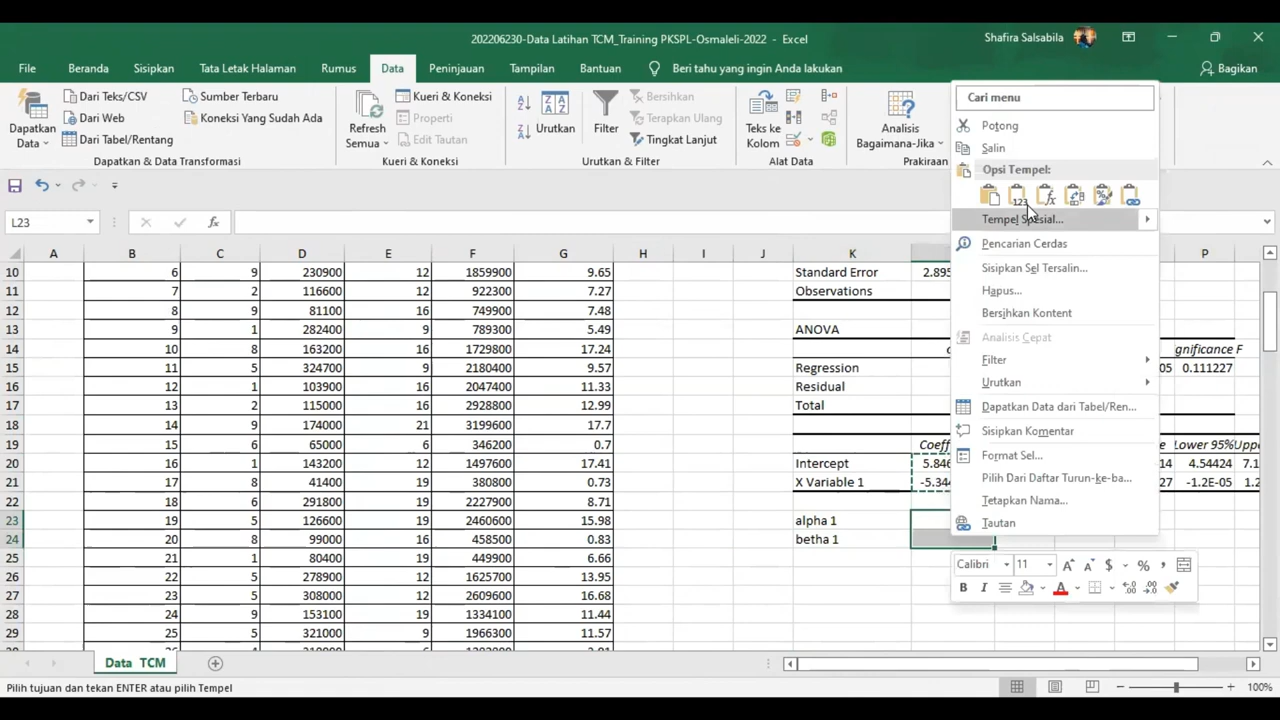 202206230-Data Latihan TCM_Training PKSPL-Osmaleli-2022 - Excel
Shafira Salsabila
File Beranda Sisipkan Tata Letak Halaman Rumus Data Peninjauan Tampilan Bantuan Beri tahu yang ingin Anda lakukan Bagikan
Dapatkan Data
Dari Teks/CSV
Dari Web
Dari Tabel/Rentang
Sumber Terbaru
Koneksi Yang Sudah Ada
Dapatkan & Data Transformasi
Refresh Semua
Kueri & Koneksi
Properti
Edit Tautan
Kueri & Koneksi
Urutkan
Filter
Bersihkan
Terapkan Ulang
Tingkat Lanjut
Urutkan & Filter
Teks ke Kolom
Alat Data
Analisis Bagaimana-Jika
Prakiraan
L23
fx
A B C D E F G H I J K P
10 6 9 230900 12 1859900 9.65 Standard Error 2.895
11 7 2 116600 12 922300 7.27 Observations
12 8 9 81100 16 749900 7.48
13 9 1 282400 9 789300 5.49 ANOVA
14 10 8 163200 16 1729800 17.24 gnificance F
15 11 5 324700 9 2180400 9.57 Regression 05 0.111227
16 12 1 103900 16 2047400 11.33 Residual
17 13 2 115000 16 2928800 12.99 Total
18 14 9 174000 21 3199600 17.7
19 15 6 65000 6 346200 0.7 Coeff e Lower 95% Uppe
20 16 1 143200 12 1497600 17.41 Intercept 5.846 14 4.54424 7.1
21 17 8 41400 19 380800 0.73 X Variable 1 -5.344 27 -1.2E-05 1.2
22 18 6 291800 19 2227900 8.71
23 19 5 126600 19 2460600 15.98 alpha 1
24 20 8 99000 16 458500 0.83 betha 1
25 21 1 80400 19 449900 6.66
26 22 5 278900 12 1625700 13.95
27 23 5 353000 19 2207900 16.68
28 24 9 153100 19 1334100 11.44
29 25 5 321000 9 1966300 11.57
Cari menu
Potong
Salin
Opsi Tempel:
123
Tempel Spesial...
Pencarian Cerdas
Sisipkan Sel Tersalin...
Hapus...
Bersihkan Konten
Analisis Cepat
Filter
Urutkan
Dapatkan Data dari Tabel/Ren...
Sisipkan Komentar
Format Sel...
Pilih Dari Daftar Turun-ke-ba...
Tetapkan Nama...
Tautan
Calibri 11 A A $ % ,
B I A
Data TCM
Pilih tujuan dan tekan ENTER atau pilih Tempel
100%